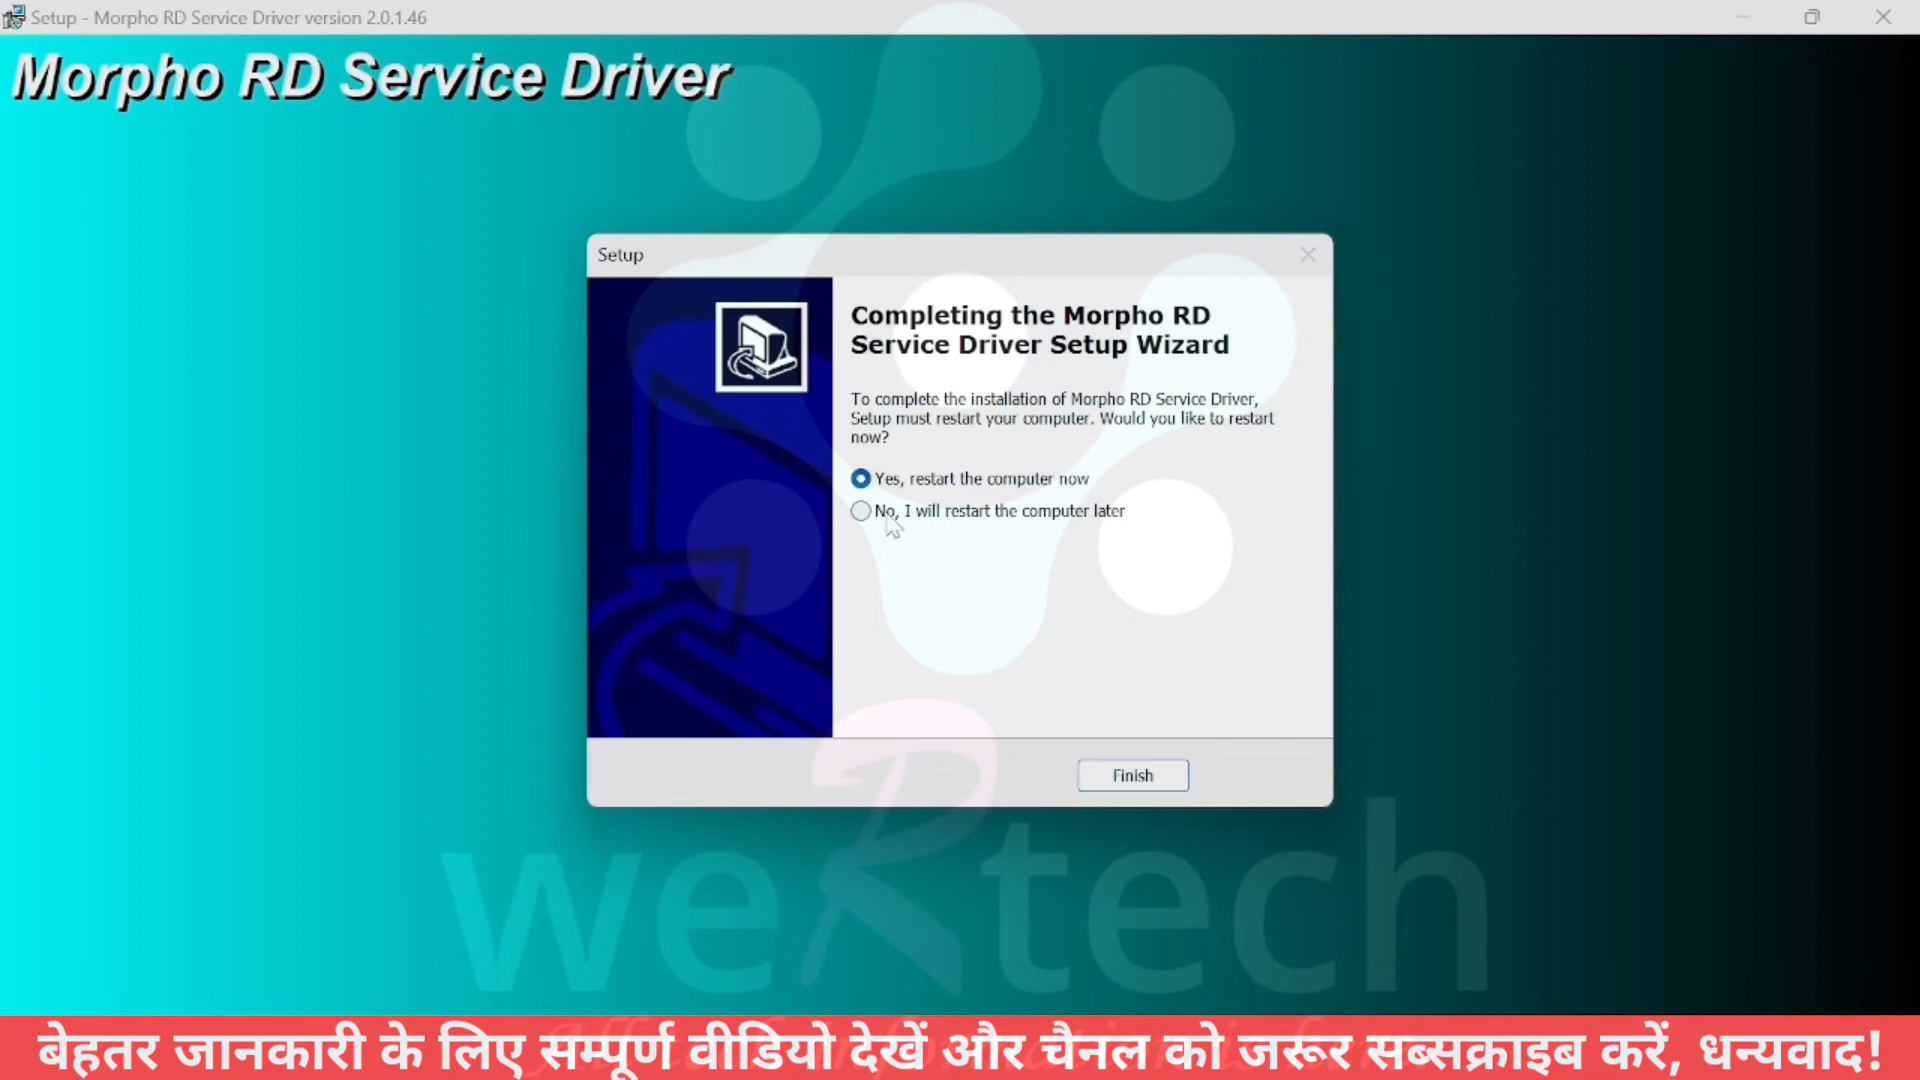 Setup - Morpho RD Service Driver version 2.0.1.46
Morpho RD Service Driver
Setup
Completing the Morpho RD
Service Driver Setup Wizard
To complete the installation of Morpho RD Service Driver,
Setup must restart your computer. Would you like to restart
now?
Yes, restart the computer now
No, I will restart the computer later
Finish
weRtech
बेहतर जानकारी के लिए सम्पूर्ण वीडियो देखें और चैनल को जरूर सब्सक्राइब करें, धन्यवाद!